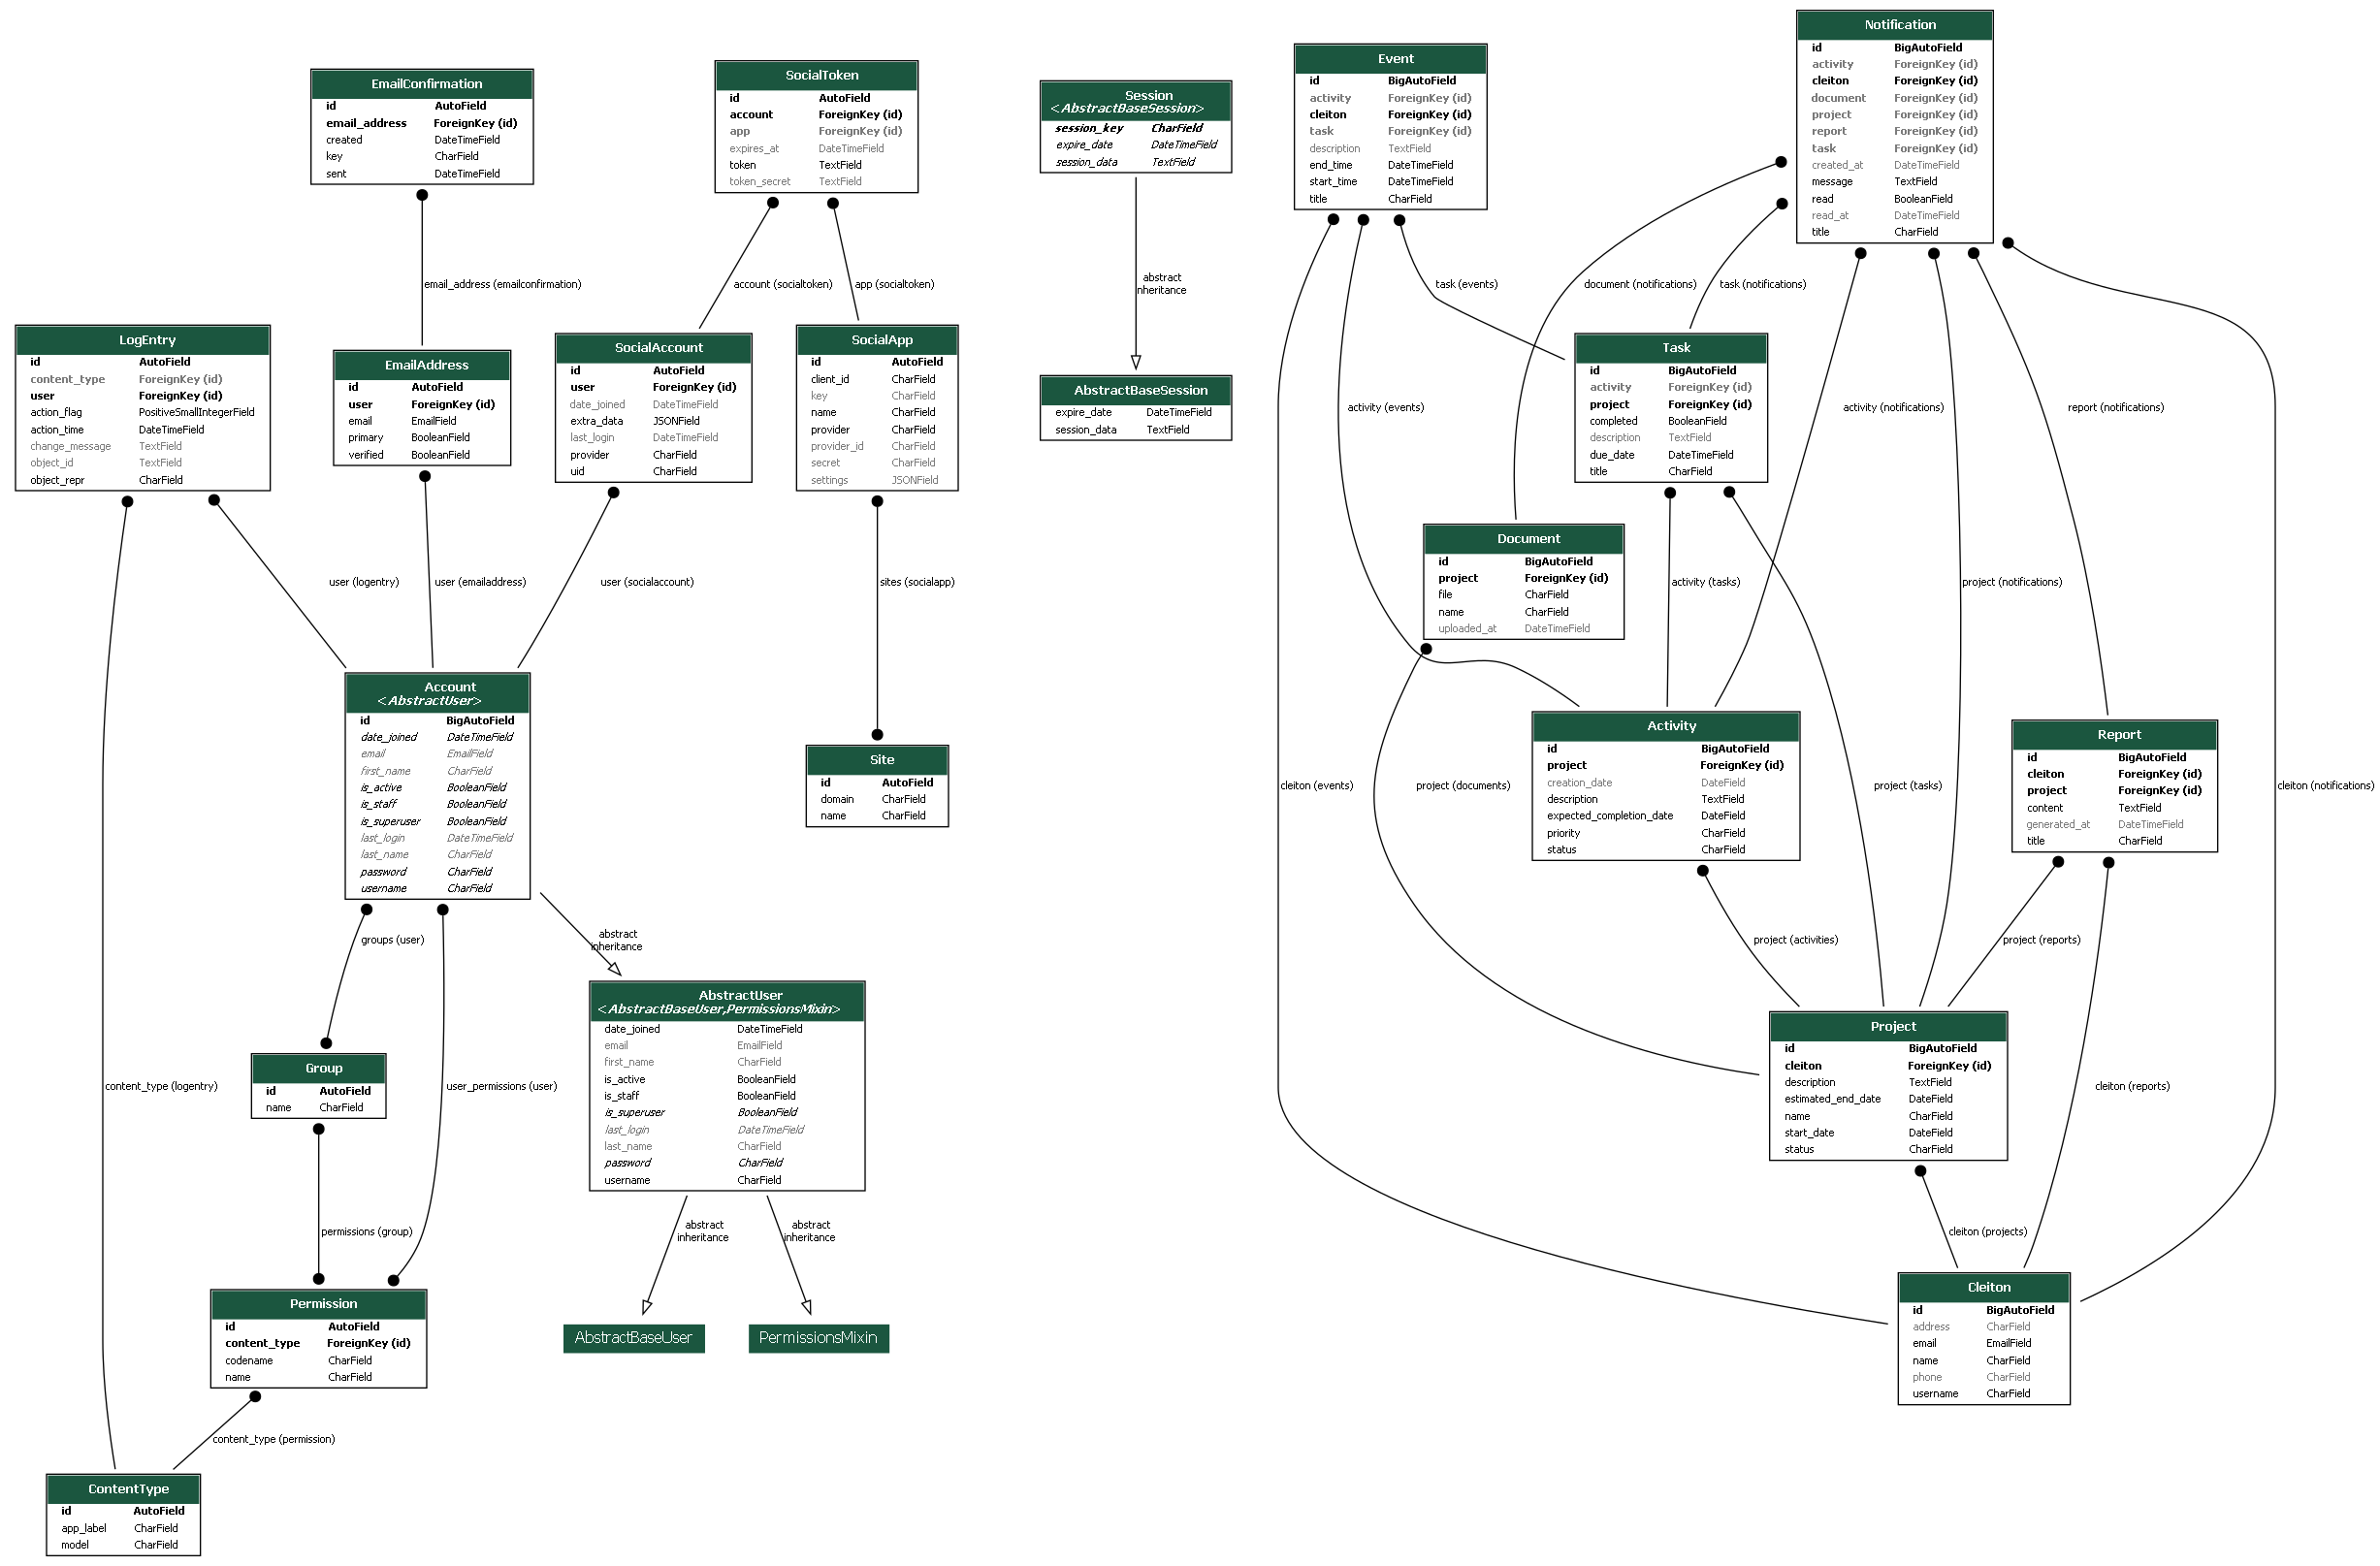 EmailConfirmation
id AutoField
email_address ForeignKey (id)
created DateTimeField
key CharField
sent DateTimeField
SocialToken
id AutoField
account ForeignKey (id)
app ForeignKey (id)
expires_at DateTimeField
token TextField
token_secret TextField
Session
<AbstractBaseSession>
session_key CharField
expire_date DateTimeField
session_data TextField
Event
id BigAutoField
activity ForeignKey (id)
cleiton ForeignKey (id)
task ForeignKey (id)
description TextField
end_time DateTimeField
start_time DateTimeField
title CharField
Notification
id BigAutoField
activity ForeignKey (id)
cleiton ForeignKey (id)
document ForeignKey (id)
project ForeignKey (id)
report ForeignKey (id)
task ForeignKey (id)
created_at DateTimeField
message TextField
read BooleanField
read_at DateTimeField
title CharField
email_address (emailconfirmation)
account (socialtoken)
app (socialtoken)
abstract
inheritance
task (events)
document (notifications)
task (notifications)
LogEntry
id AutoField
content_type ForeignKey (id)
user ForeignKey (id)
action_flag PositiveSmallIntegerField
action_time DateTimeField
change_message TextField
object_id TextField
object_repr CharField
EmailAddress
id AutoField
user ForeignKey (id)
email EmailField
primary BooleanField
verified BooleanField
SocialAccount
id AutoField
user ForeignKey (id)
date_joined DateTimeField
extra_data JSONField
last_login DateTimeField
provider CharField
uid CharField
SocialApp
id AutoField
client_id CharField
key CharField
name CharField
provider CharField
provider_id CharField
secret CharField
settings JSONField
AbstractBaseSession
expire_date DateTimeField
session_data TextField
activity (events)
Task
id BigAutoField
activity ForeignKey (id)
project ForeignKey (id)
completed BooleanField
description TextField
due_date DateTimeField
title CharField
activity (notifications)
report (notifications)
Document
id BigAutoField
project ForeignKey (id)
file CharField
name CharField
uploaded_at DateTimeField
user (logentry)
user (emailaddress)
user (socialaccount)
sites (socialapp)
activity (tasks)
project (notifications)
Account
<AbstractUser>
id BigAutoField
date_joined DateTimeField
email EmailField
first_name CharField
is_active BooleanField
is_staff BooleanField
is_superuser BooleanField
last_login DateTimeField
last_name CharField
password CharField
username CharField
Site
id AutoField
domain CharField
name CharField
cleiton (events)
project (documents)
Activity
id BigAutoField
project ForeignKey (id)
creation_date DateField
description TextField
expected_completion_date DateField
priority CharField
status CharField
project (tasks)
Report
id BigAutoField
cleiton ForeignKey (id)
project ForeignKey (id)
content TextField
generated_at DateTimeField
title CharField
cleiton (notifications)
groups (user)
abstract
inheritance
project (activities)
project (reports)
AbstractUser
<AbstractBaseUser,PermissionsMixin>
date_joined DateTimeField
email EmailField
first_name CharField
is_active BooleanField
is_staff BooleanField
is_superuser BooleanField
last_login DateTimeField
last_name CharField
password CharField
username CharField
Group
id AutoField
name CharField
content_type (logentry)
user_permissions (user)
Project
id BigAutoField
cleiton ForeignKey (id)
description TextField
estimated_end_date DateField
name CharField
start_date DateField
status CharField
cleiton (reports)
permissions (group)
abstract
inheritance
abstract
inheritance
cleiton (projects)
Permission
id AutoField
content_type ForeignKey (id)
codename CharField
name CharField
AbstractBaseUser
PermissionsMixin
Cleiton
id BigAutoField
address CharField
email EmailField
name CharField
phone CharField
username CharField
content_type (permission)
ContentType
id AutoField
app_label CharField
model CharField